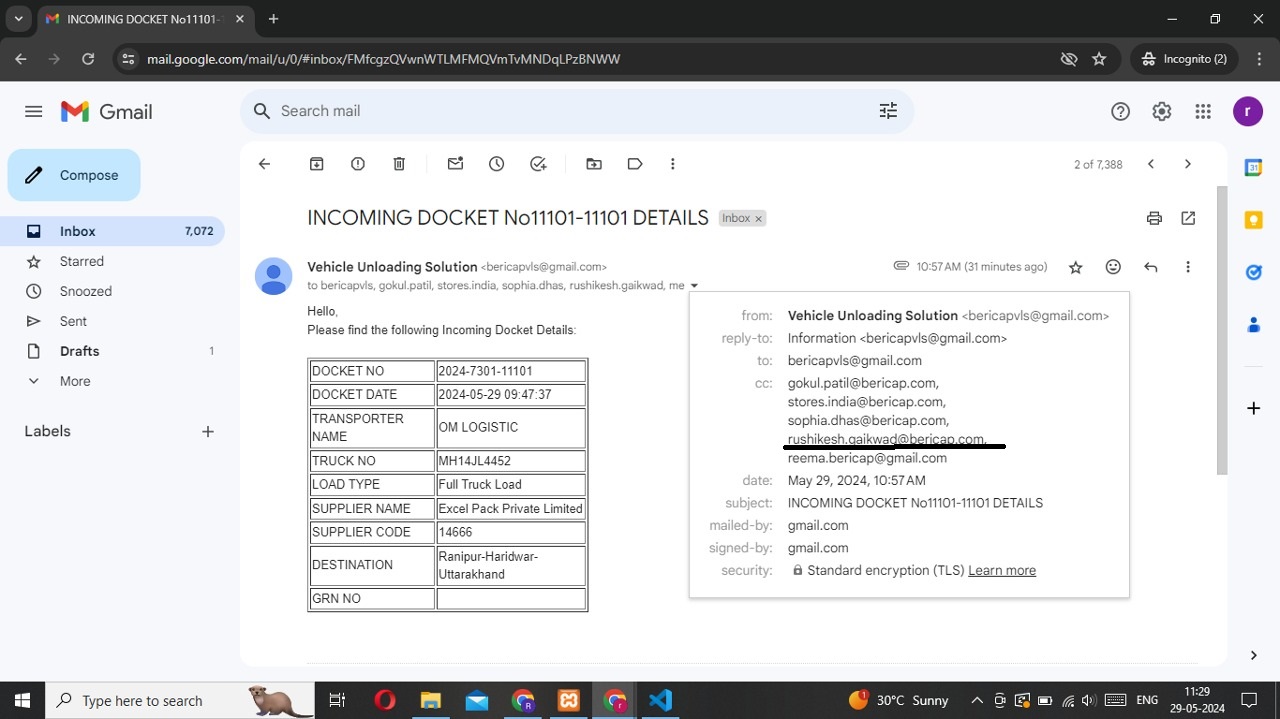 INCOMING DOCKET No11101-
mail.google.com/mail/u/0/#inbox/FMfcgzQVwnWTLMFMQVmTvMNDqLPzBNWW
Incognito (2)
Gmail
Search mail
r
Compose
2 of 7,388
31
INCOMING DOCKET No11101-11101 DETAILS
Inbox ×
Inbox 7,072
Starred
Snoozed
Sent
Drafts 1
More
Labels
Vehicle Unloading Solution <bericapvls@gmail.com>
10:57 AM (31 minutes ago)
to bericapvls, gokul.patil, stores.india, sophia.dhas, rushikesh.gaikwad, me
Hello,
Please find the following Incoming Docket Details:
DOCKET NO 2024-7301-11101
DOCKET DATE 2024-05-29 09:47:37
TRANSPORTER
NAME
OM LOGISTIC
TRUCK NO MH14JL4452
LOAD TYPE Full Truck Load
SUPPLIER NAME Excel Pack Private Limited
SUPPLIER CODE 14666
DESTINATION
Ranipur-Haridwar-
Uttarakhand
GRN NO
from: Vehicle Unloading Solution <bericapvls@gmail.com>
reply-to: Information <bericapvls@gmail.com>
to: bericapvls@gmail.com
cc: gokul.patil@bericap.com,
stores.india@bericap.com,
sophia.dhas@bericap.com,
rushikesh.gaikwad@bericap.com,
reema.bericap@gmail.com
date: May 29, 2024, 10:57 AM
subject: INCOMING DOCKET No11101-11101 DETAILS
mailed-by: gmail.com
signed-by: gmail.com
security: Standard encryption (TLS) Learn more
Type here to search
R
r
1
30°C Sunny
ENG
11:29
29-05-2024